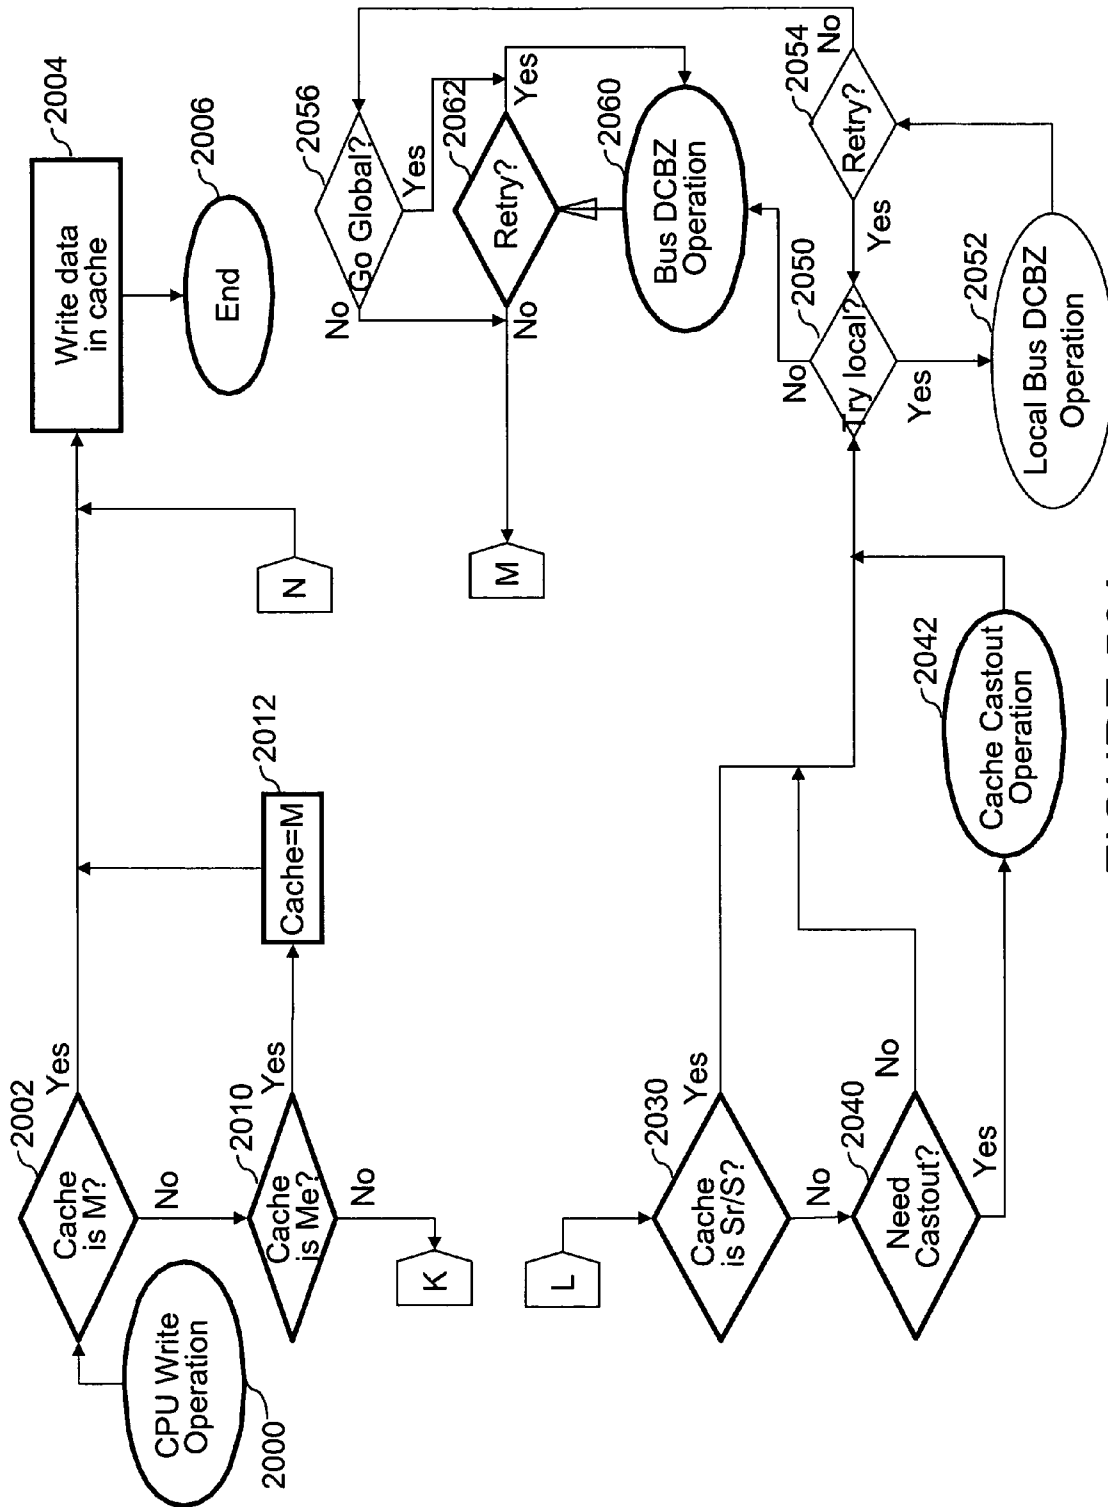 CPU Write
Operation
2000
Cache
is M?
2002
Yes
No
Write data
in cache
2004
End
2006
Cache
is Me?
2010
Yes
No
Cache=M
2012
N
K
M
Go Global?
2056
No
Yes
Retry?
2062
No
Yes
Bus DCBZ
Operation
2060
L
Cache
is Sr/S?
2030
Yes
No
Need
Castout?
2040
No
Yes
Cache Castout
Operation
2042
Try local?
2050
No
Yes
Retry?
2054
Yes
No
Local Bus DCBZ
Operation
2052
FIGURE